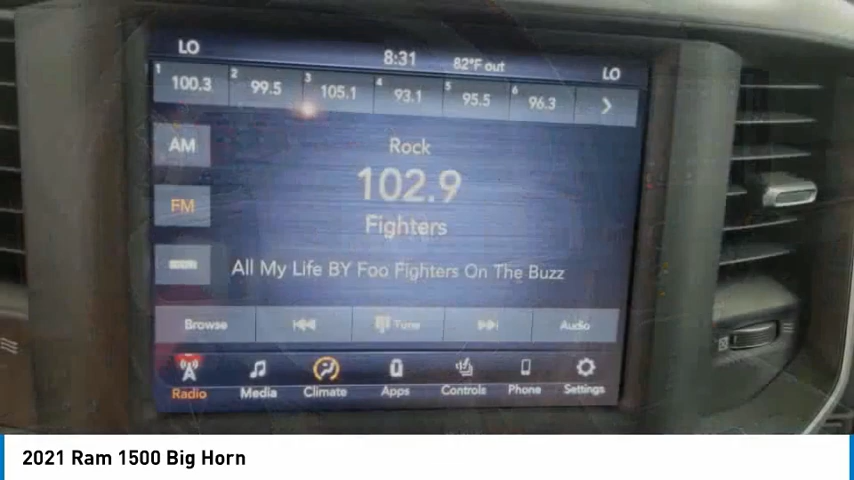 LO 8:31 82°F out LO
1 100.3 2 99.5 3 105.1 4 93.1 5 95.5 6 96.3
AM
Rock
102.9
FM
Fighters
All My Life BY Foo Fighters On The Buzz
Browse Tune Audio
Radio Media Climate Apps Controls Phone Settings
2021 Ram 1500 Big Horn